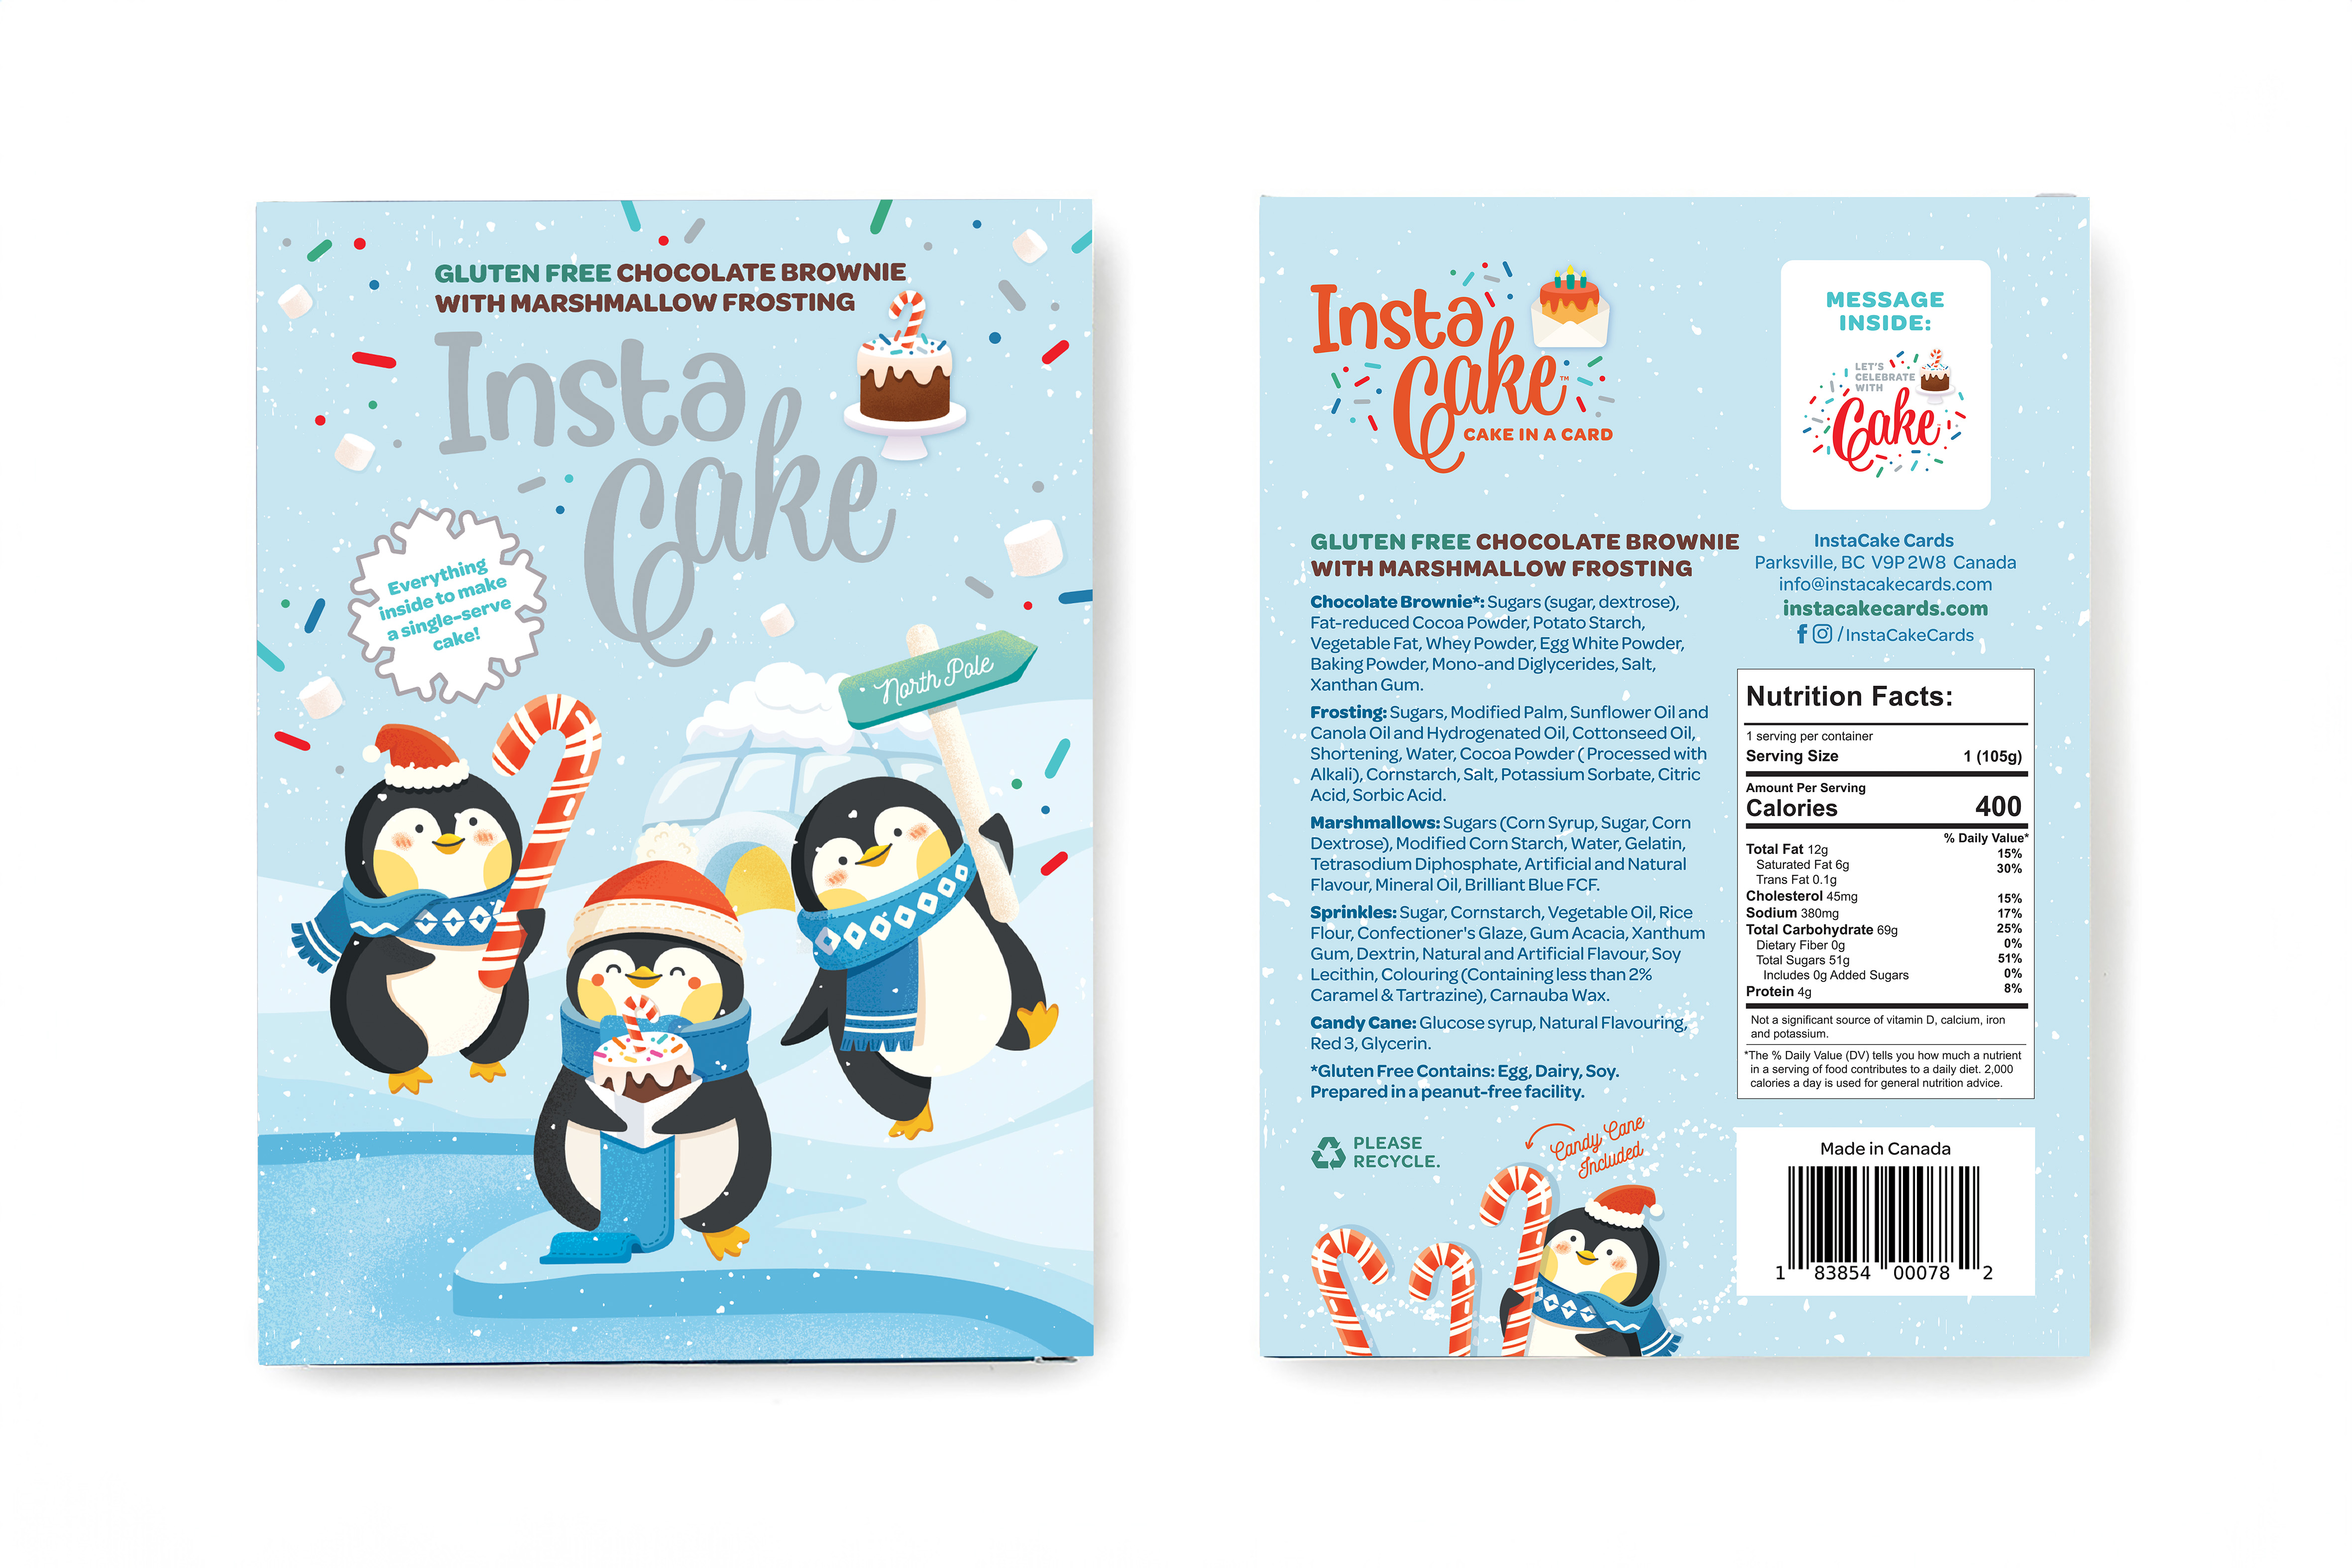 GLUTEN FREE CHOCOLATE BROWNIE
WITH MARSHMALLOW FROSTING
Insta
Cake
Everything
inside to make
a single-serve
cake!
North Pole
Insta
Cake™
CAKE IN A CARD
MESSAGE
INSIDE:
LET'S
CELEBRATE
WITH
Cake
GLUTEN FREE CHOCOLATE BROWNIE
WITH MARSHMALLOW FROSTING
Chocolate Brownie*: Sugars (sugar, dextrose),
Fat-reduced Cocoa Powder, Potato Starch,
Vegetable Fat, Whey Powder, Egg White Powder,
Baking Powder, Mono-and Diglycerides, Salt,
Xanthan Gum.
Frosting: Sugars, Modified Palm, Sunflower Oil and
Canola Oil and Hydrogenated Oil, Cottonseed Oil,
Shortening, Water, Cocoa Powder ( Processed with
Alkali), Cornstarch, Salt, Potassium Sorbate, Citric
Acid, Sorbic Acid.
Marshmallows: Sugars (Corn Syrup, Sugar, Corn
Dextrose), Modified Corn Starch, Water, Gelatin,
Tetrasodium Diphosphate, Artificial and Natural
Flavour, Mineral Oil, Brilliant Blue FCF.
Sprinkles: Sugar, Cornstarch, Vegetable Oil, Rice
Flour, Confectioner's Glaze, Gum Acacia, Xanthum
Gum, Dextrin, Natural and Artificial Flavour, Soy
Lecithin, Colouring (Containing less than 2%
Caramel & Tartrazine), Carnauba Wax.
Candy Cane: Glucose syrup, Natural Flavouring,
Red 3, Glycerin.
*Gluten Free Contains: Egg, Dairy, Soy.
Prepared in a peanut-free facility.
PLEASE
RECYCLE.
Candy Cane
Included
InstaCake Cards
Parksville, BC V9P 2W8 Canada
info@instacakecards.com
instacakecards.com
/InstaCakeCards
Nutrition Facts:
1 serving per container
Serving Size 1 (105g)
Amount Per Serving
Calories 400
% Daily Value*
Total Fat 12g 15%
Saturated Fat 6g 30%
Trans Fat 0.1g
Cholesterol 45mg 15%
Sodium 380mg 17%
Total Carbohydrate 69g 25%
Dietary Fiber 0g 0%
Total Sugars 51g 51%
Includes 0g Added Sugars 0%
Protein 4g 8%
Not a significant source of vitamin D, calcium, iron
and potassium.
*The % Daily Value (DV) tells you how much a nutrient
in a serving of food contributes to a daily diet. 2,000
calories a day is used for general nutrition advice.
Made in Canada
1 83854 00078 2